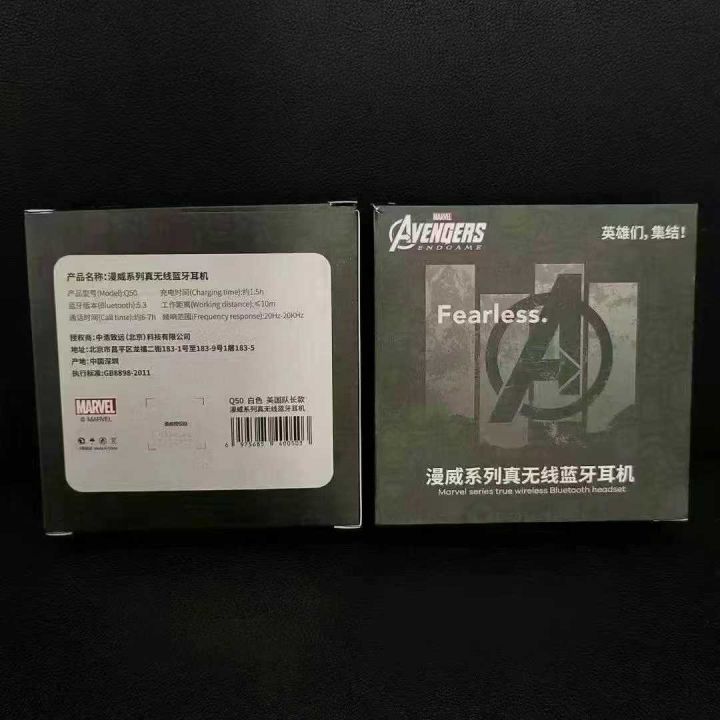 产品名称:漫威系列真无线蓝牙耳机
产品型号(Model):Q50 充电时间(Charging time):约1.5h
蓝牙版本(Bluetooth):5.3 工作距离(Working distance):≤10m
通话时间(Call time):约6-7h 频响范围(Frequency response):20Hz-20KHz
授权商:中浩致远(北京)科技有限公司
地址:北京市昌平区龙福二街183-1号至183-9号1层183-5
产地:中国深圳
执行标准:GB8898-2011
MARVEL
© MARVEL
Q50 白色 美国队长款
漫威系列真无线蓝牙耳机
MARVEL
AVENGERS
ENDGAME
英雄们,集结!
Fearless.
漫威系列真无线蓝牙耳机
Marvel series true wireless Bluetooth headset